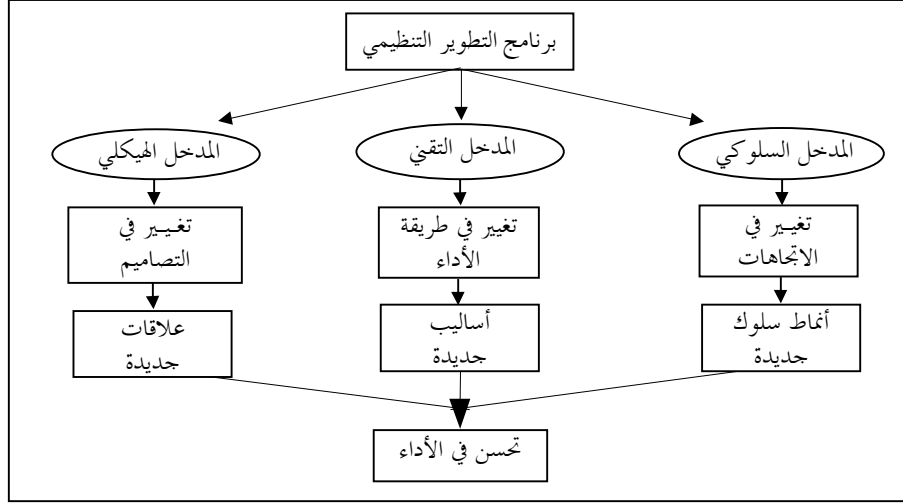 برنامج التطوير التنظيمي
المدخل السلوكي
المدخل التقني
المدخل الهيكلي
تغيير في
الاتجاهات
تغيير في طريقة
الأداء
تغيير في
التصاميم
أنماط سلوك
جديدة
أساليب
جديدة
علاقات
جديدة
تحسن في الأداء